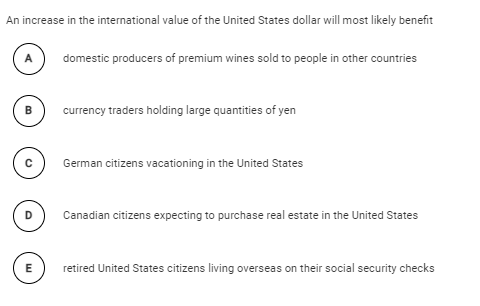 An increase in the international value of the United States dollar will most likely benefit
A domestic producers of premium wines sold to people in other countries
B currency traders holding large quantities of yen
C German citizens vacationing in the United States
D Canadian citizens expecting to purchase real estate in the United States
E retired United States citizens living overseas on their social security checks